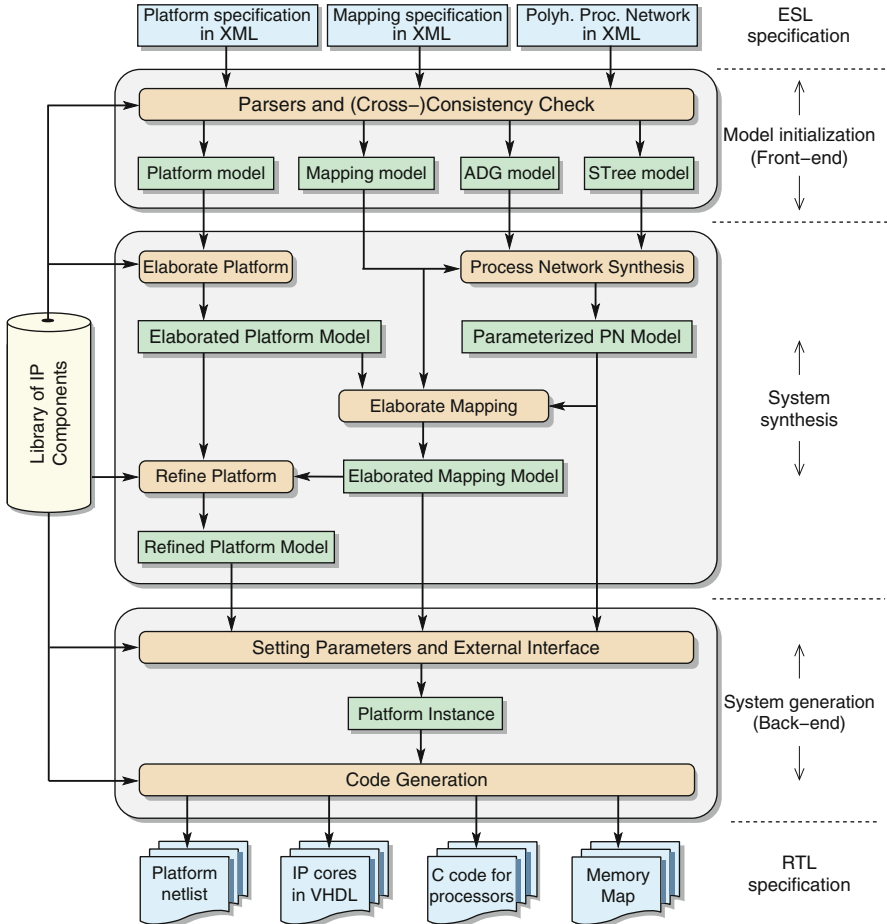 Platform specification
in XML
Mapping specification
in XML
Polyh. Proc. Network
in XML
ESL
specification
Parsers and (Cross-)Consistency Check
Platform model
Mapping model
ADG model
STree model
Model initialization
(Front-end)
Elaborate Platform
Process Network Synthesis
Elaborated Platform Model
Parameterized PN Model
Library of IP
Components
Elaborate Mapping
System
synthesis
Refine Platform
Elaborated Mapping Model
Refined Platform Model
Setting Parameters and External Interface
Platform Instance
System generation
(Back-end)
Code Generation
Platform
netlist
IP cores
in VHDL
C code for
processors
Memory
Map
RTL
specification